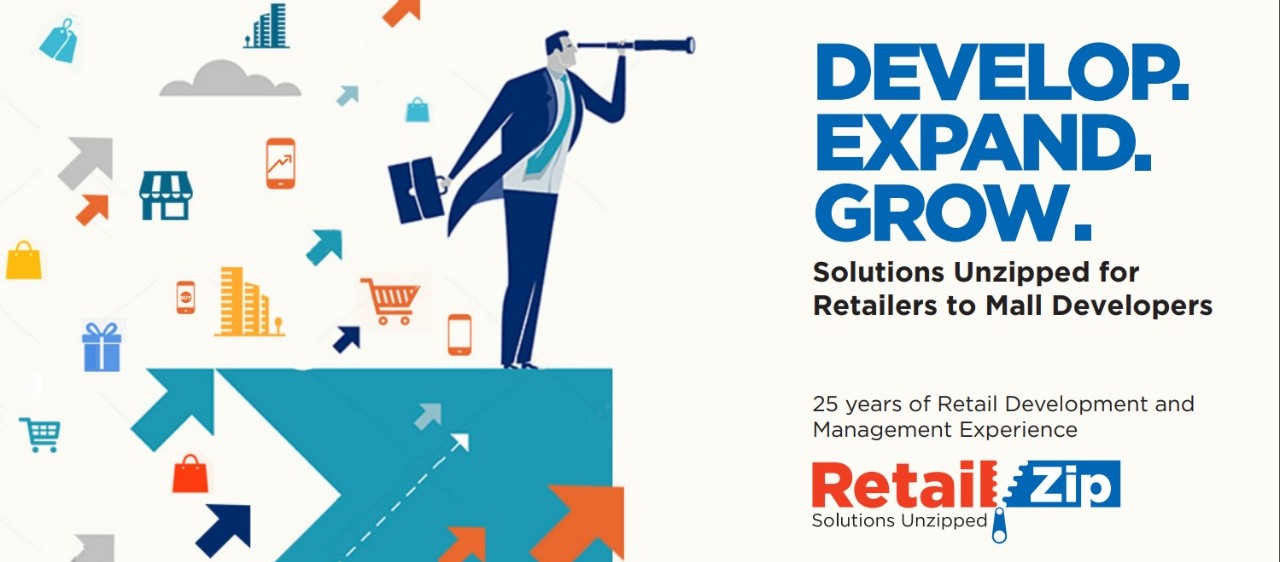 DEVELOP.
EXPAND.
GROW.
Solutions Unzipped for
Retailers to Mall Developers
25 years of Retail Development and
Management Experience
Retail Zip
Solutions Unzipped
BUY